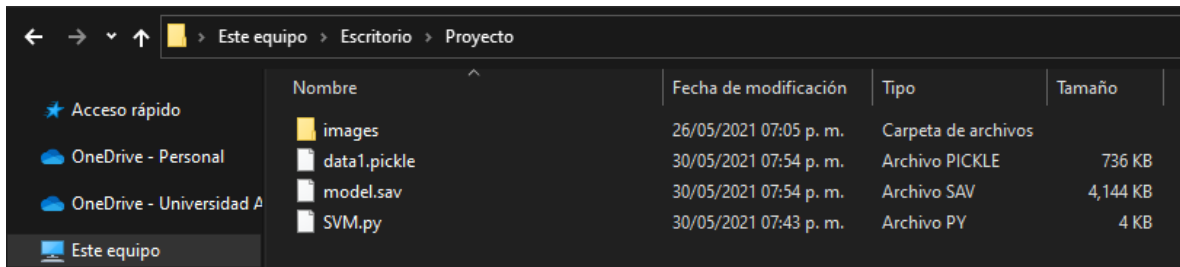 Este equipo > Escritorio > Proyecto
Nombre Fecha de modificación Tipo Tamaño
Acceso rápido
images 26/05/2021 07:05 p. m. Carpeta de archivos
OneDrive - Personal
data1.pickle 30/05/2021 07:54 p. m. Archivo PICKLE 736 KB
model.sav 30/05/2021 07:54 p. m. Archivo SAV 4,144 KB
OneDrive - Universidad A
SVM.py 30/05/2021 07:43 p. m. Archivo PY 4 KB
Este equipo